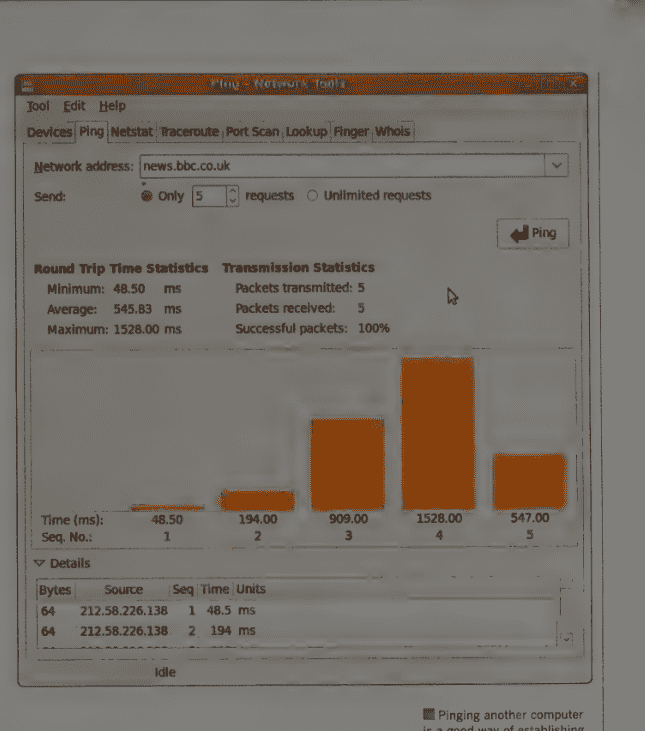 Ping - Network Tools
Tool Edit Help
Devices Ping Netstat Traceroute Port Scan Lookup Finger Whois
Network address: news.bbc.co.uk
Send: Only 5 requests Unlimited requests
Ping
Round Trip Time Statistics Transmission Statistics
Minimum: 48.50 ms Packets transmitted: 5
Average: 545.83 ms Packets received: 5
Maximum: 1528.00 ms Successful packets: 100%
Time (ms): 48.50 194.00 909.00 1528.00 547.00
Seq. No.: 1 2 3 4 5
Details
Bytes Source Seq Time Units
64 212.58.226.138 1 48.5 ms
64 212.58.226.138 2 194 ms
Idle
Pinging another computer
is a good way of establishing